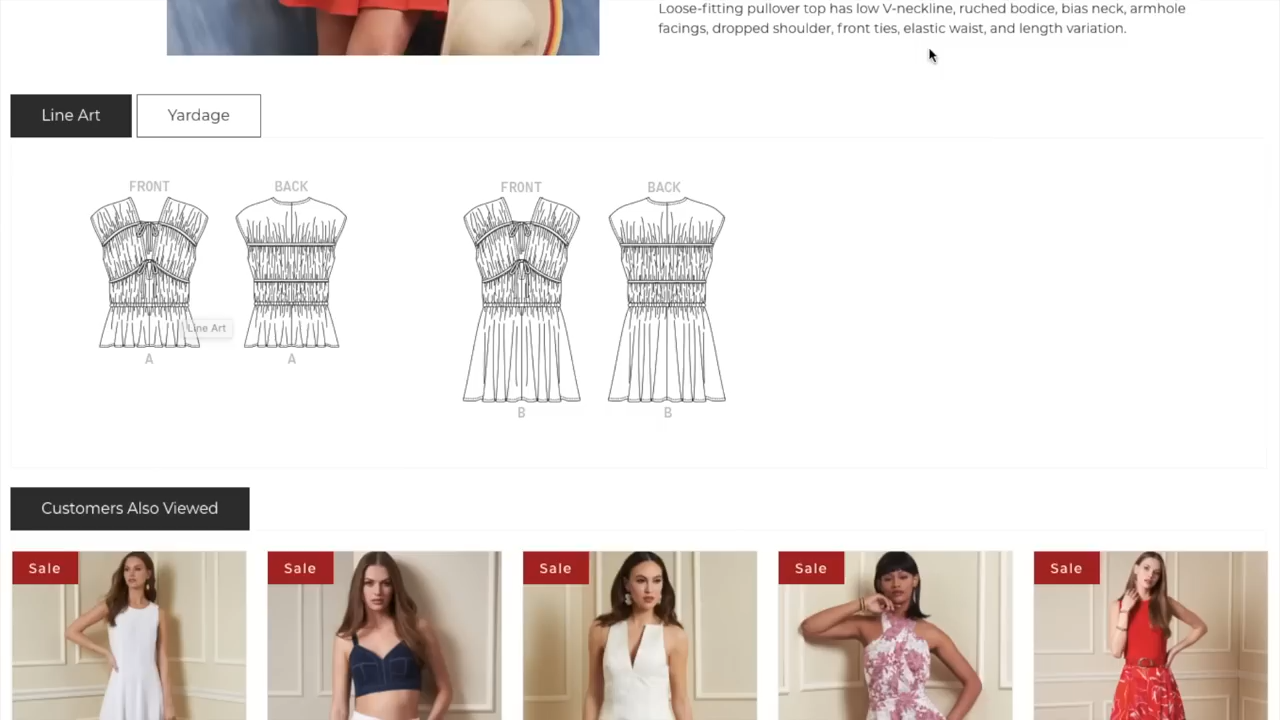 Loose-fitting pullover top has low V-neckline, ruched bodice, bias neck, armhole
facings, dropped shoulder, front ties, elastic waist, and length variation.
Line Art
Yardage
FRONT
BACK
FRONT
BACK
Line Art
A
A
B
B
Customers Also Viewed
Sale
Sale
Sale
Sale
Sale